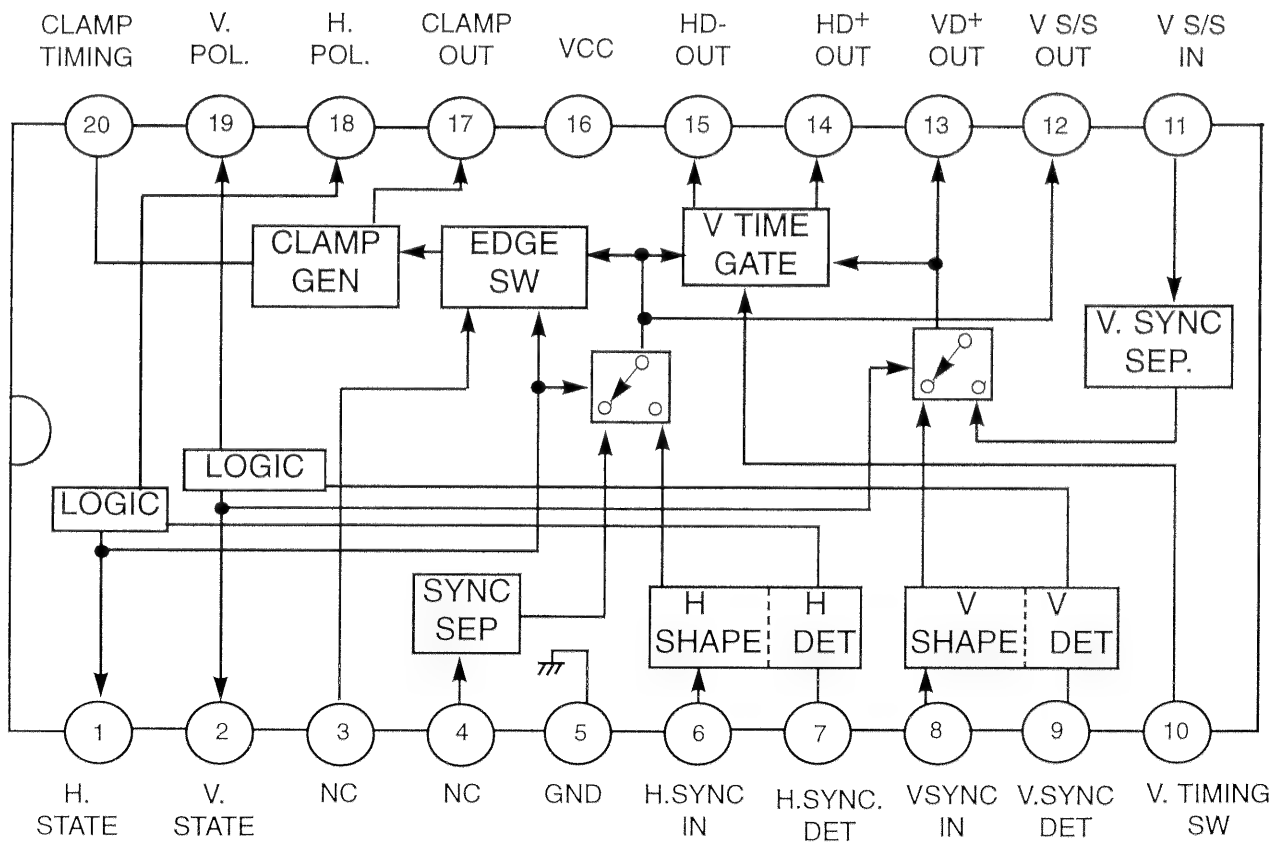 CLAMP V. H. CLAMP VCC HD- HD+ VD+ V S/S V S/S
TIMING POL. POL. OUT OUT OUT OUT OUT IN
20 19 18 17 16 15 14 13 12 11
CLAMP
GEN
EDGE
SW
V TIME
GATE
V. SYNC
SEP.
LOGIC
LOGIC
SYNC
SEP
H
SHAPE
H
DET
V
SHAPE
V
DET
1 2 3 4 5 6 7 8 9 10
H. V. NC NC GND H.SYNC H.SYNC. VSYNC V.SYNC V. TIMING
STATE STATE IN DET IN DET SW